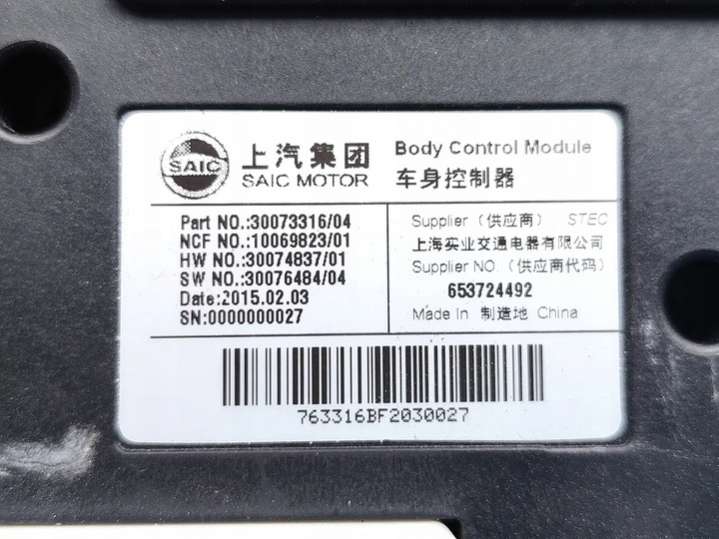 SAIC 上汽集团 Body Control Module
SAIC MOTOR 车身控制器
Part NO.:30073316/04
NCF NO.:10069823/01
HW NO.:30074837/01
SW NO.:30076484/04
Date:2015.02.03
SN:0000000027
Supplier (供应商) STEC
上海实业交通电器有限公司
Supplier NO. (供应商代码)
653724492
Made In 制造地 China
763316BF2030027